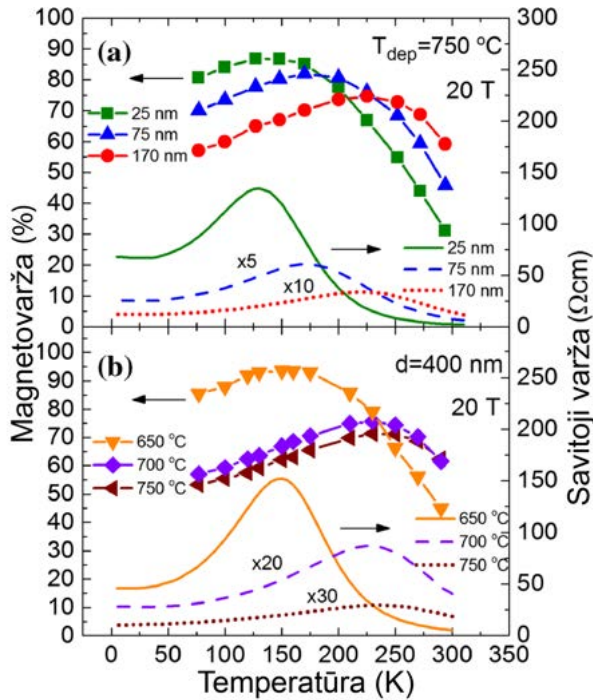 100
90
80
70
60
50
40
30
20
10
0
(a)
T dep =750 °C
20 T
25 nm
75 nm
170 nm
x5
x10
25 nm
75 nm
170 nm
300
250
200
150
100
50
0
Magnetovarža (%)
Savitoji varža (Ωcm)
100
90
80
70
60
50
40
30
20
10
0
(b)
d=400 nm
20 T
650 °C
700 °C
750 °C
x20
x30
650 °C
700 °C
750 °C
250
200
150
100
50
0
0 50 100 150 200 250 300 350
Temperatūra (K)